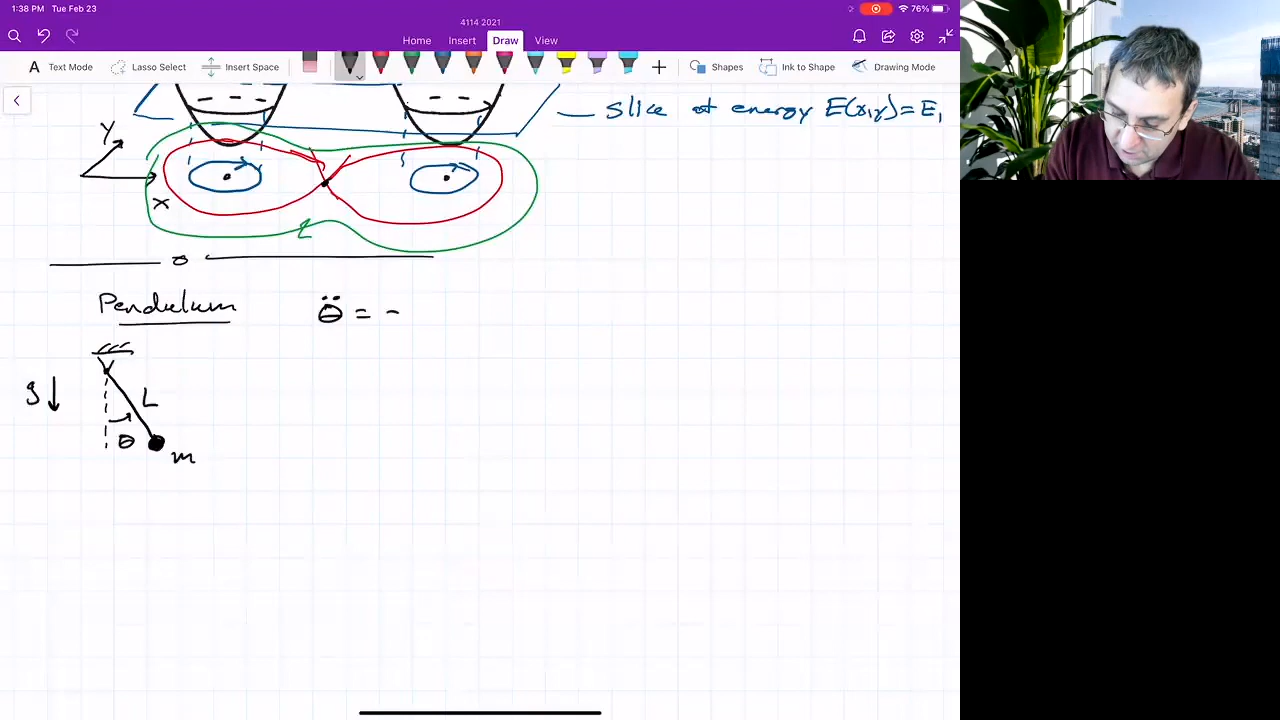 1:38 PM Tue Feb 23
76%
4114 2021
Home Insert Draw View
A Text Mode Lasso Select Insert Space Shapes Ink to Shape Drawing Mode
slice at energy E(x,y)=E₁
y
x
Pendulum θ̈ = -
g L
θ
m